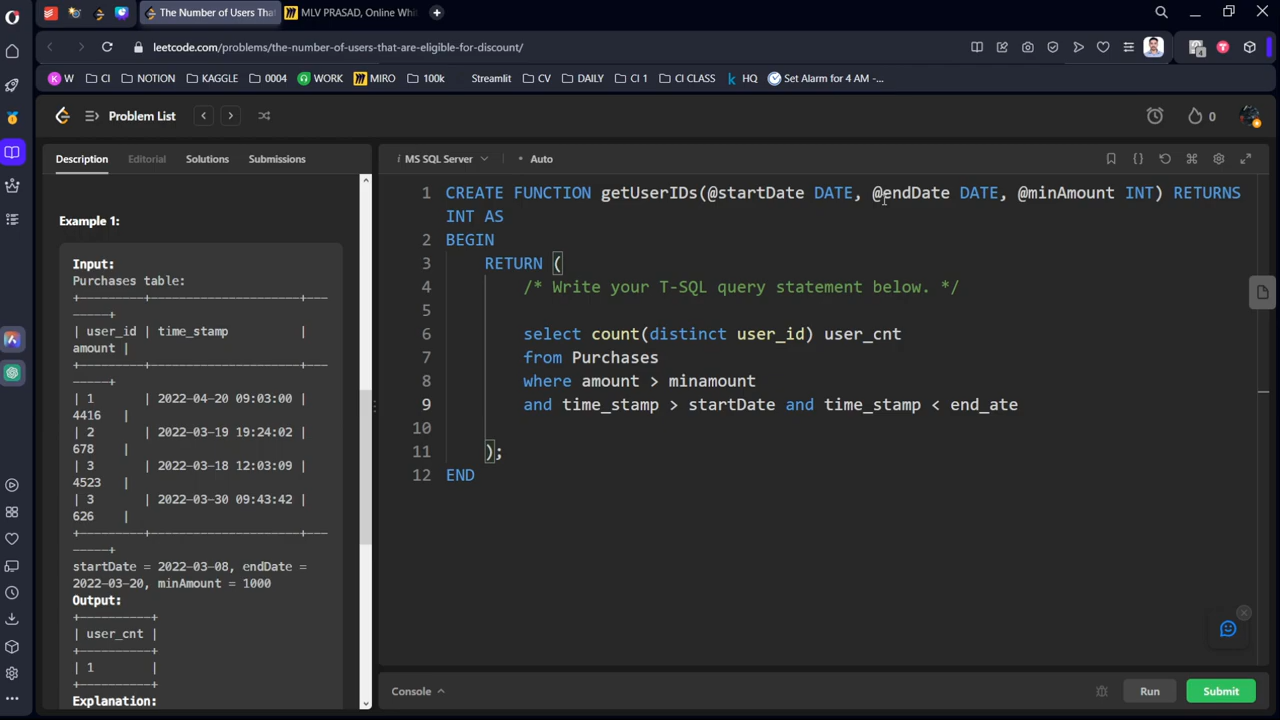 The Number of Users Tha
MLV PRASAD, Online Whit
leetcode.com/problems/the-number-of-users-that-are-eligible-for-discount/
W
CI
NOTION
KAGGLE
0004
WORK
MIRO
100k
Streamlit
CV
DAILY
CI 1
CI CLASS
HQ
Set Alarm for 4 AM -...
Problem List
0
Description
Editorial
Solutions
Submissions
MS SQL Server
• Auto
Example 1:
Input:
Purchases table:
+---------+---------------------+---
-----+
| user_id | time_stamp |
amount |
+---------+---------------------+---
-----+
| 1 | 2022-04-20 09:03:00 |
4416 |
| 2 | 2022-03-19 19:24:02 |
678 |
| 3 | 2022-03-18 12:03:09 |
4523 |
| 3 | 2022-03-30 09:43:42 |
626 |
+---------+---------------------+---
-----+
startDate = 2022-03-08, endDate =
2022-03-20, minAmount = 1000
Output:
+----------+
| user_cnt |
+----------+
| 1 |
+----------+
Explanation:
1 CREATE FUNCTION getUserIDs(@startDate DATE, @endDate DATE, @minAmount INT) RETURNS
INT AS
2 BEGIN
3 RETURN (
4 /* Write your T-SQL query statement below. */
5
6 select count(distinct user_id) user_cnt
7 from Purchases
8 where amount > minamount
9 and time_stamp > startDate and time_stamp < end_ate
10
11 );
12 END
Console
Run
Submit